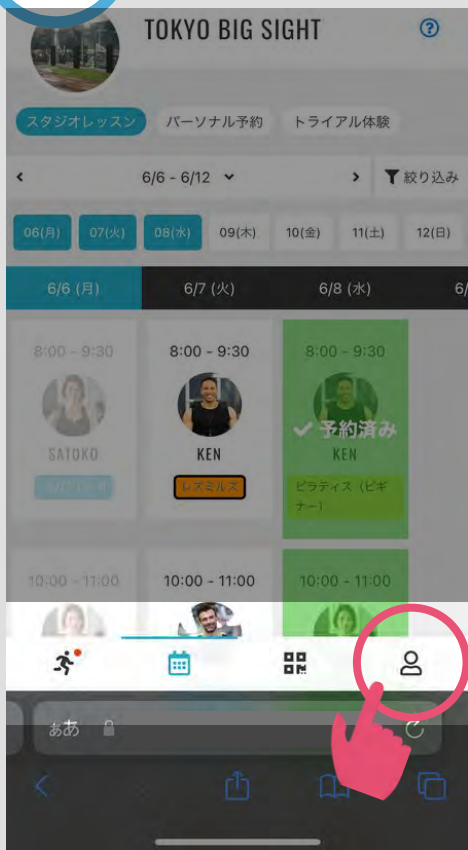 TOKYO BIG SIGHT
スタジオレッスン パーソナル予約 トライアル体験
6/6 - 6/12 絞り込み
06(月) 07(火) 08(水) 09(木) 10(金) 11(土) 12(日)
6/6 (月) 6/7 (火) 6/8 (水) 6/
8:00 - 9:30 8:00 - 9:30 8:00 - 9:30
予約済み
SATOKO KEN KEN
レズミルズ ピラティス（ビギ
ナー）
10:00 - 11:00 10:00 - 11:00 10:00 - 11:00
ぁあ